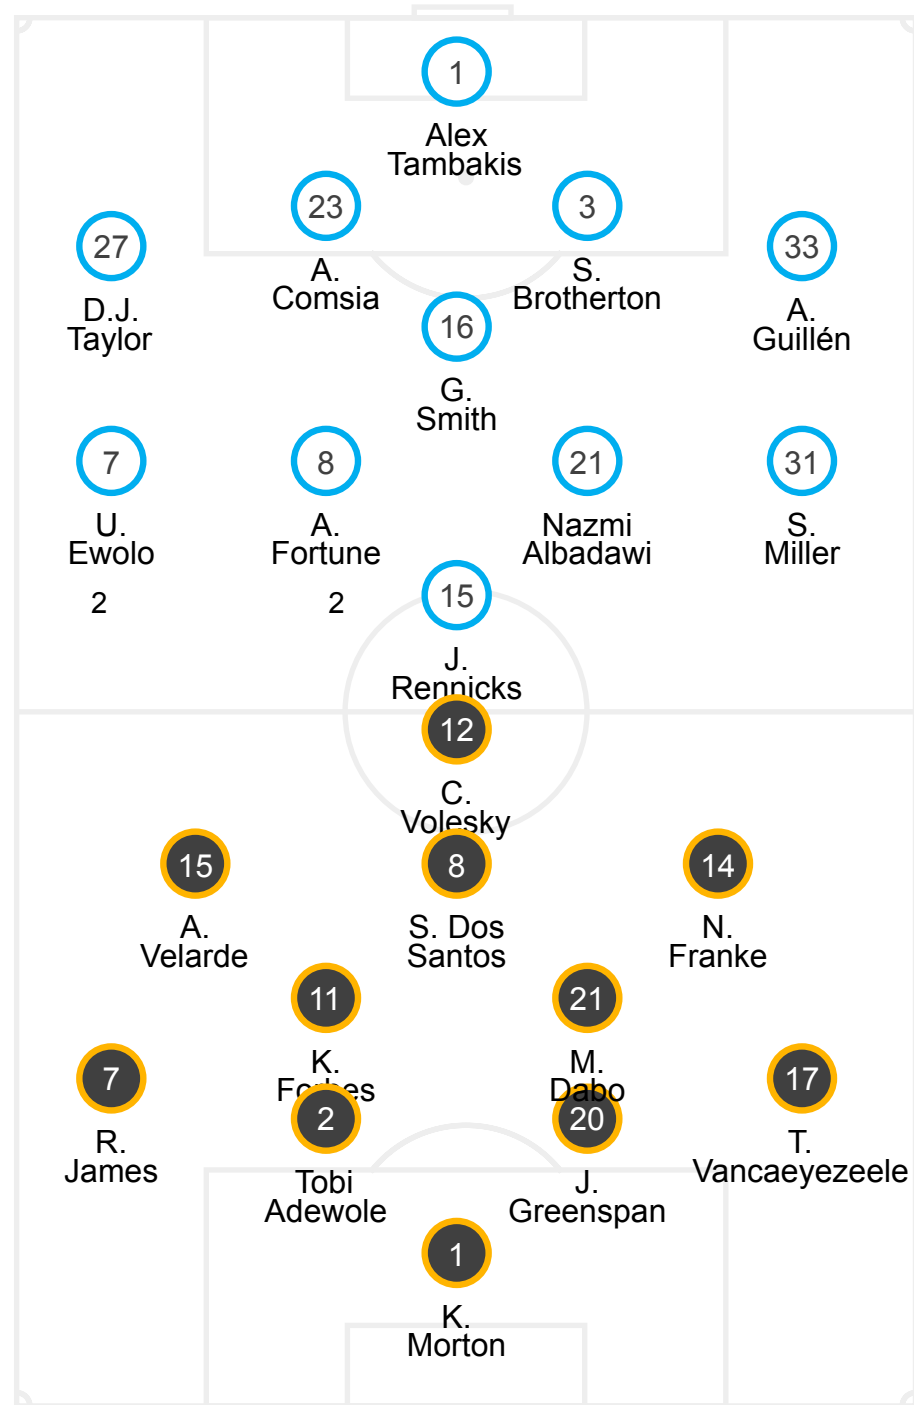 1
Alex
Tambakis
23
3
27
33
A.
Comsia
S.
Brotherton
D.J.
Taylor
A.
Guillén
16
G.
Smith
7
8
21
31
U.
Ewolo
A.
Fortune
Nazmi
Albadawi
S.
Miller
2
2
15
J.
Rennicks
12
C.
Volesky
15
8
14
A.
Velarde
S. Dos
Santos
N.
Franke
11
21
K.
Forbes
M.
Dabo
7
17
2
20
R.
James
T.
Vancaeyezeele
Tobi
Adewole
J.
Greenspan
1
K.
Morton